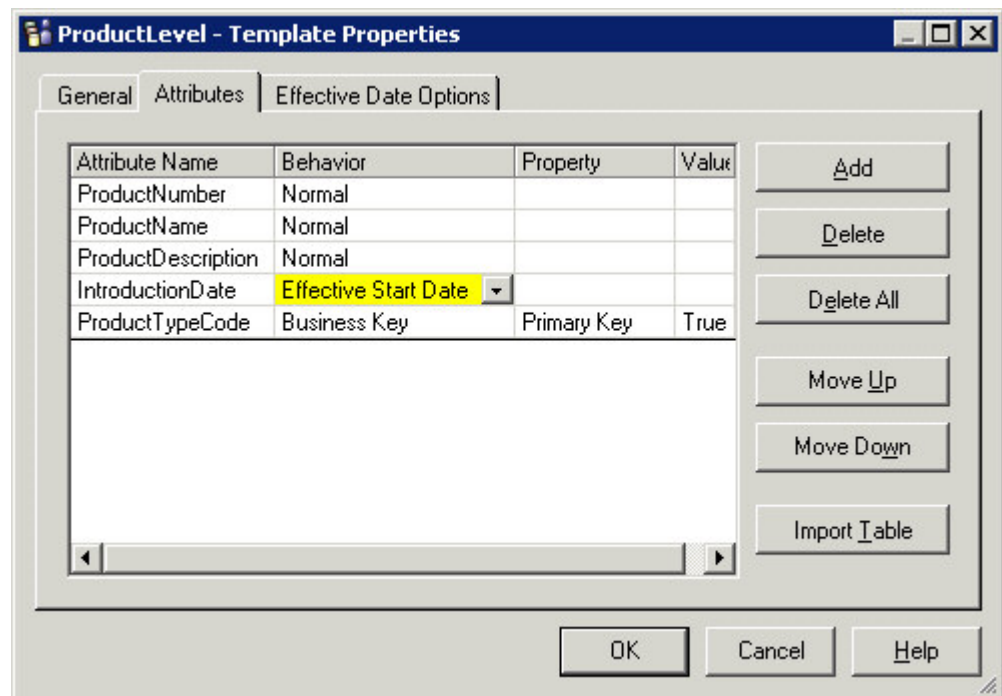 ProductLevel - Template Properties
General Attributes Effective Date Options
Attribute Name Behavior Property Value
ProductNumber Normal
ProductName Normal
ProductDescription Normal
IntroductionDate Effective Start Date
ProductTypeCode Business Key Primary Key True
Add
Delete
Delete All
Move Up
Move Down
Import Table
OK Cancel Help